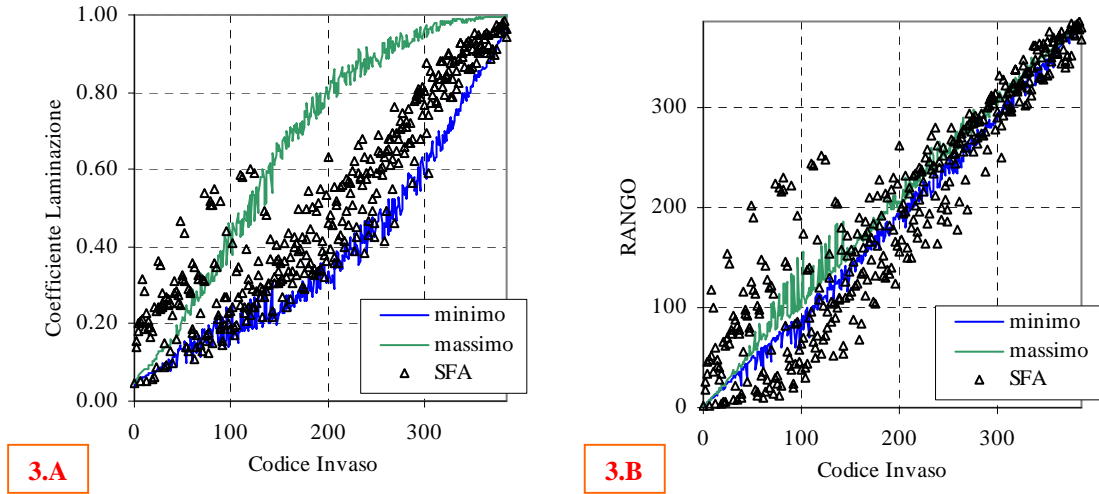 1.00
0.80
0.60
0.40
0.20
0.00
Coefficiente Laminazione
minimo
massimo
SFA
0 100 200 300
Codice Invaso
3.A
300
200
100
0
RANGO
minimo
massimo
SFA
0 100 200 300
Codice Invaso
3.B